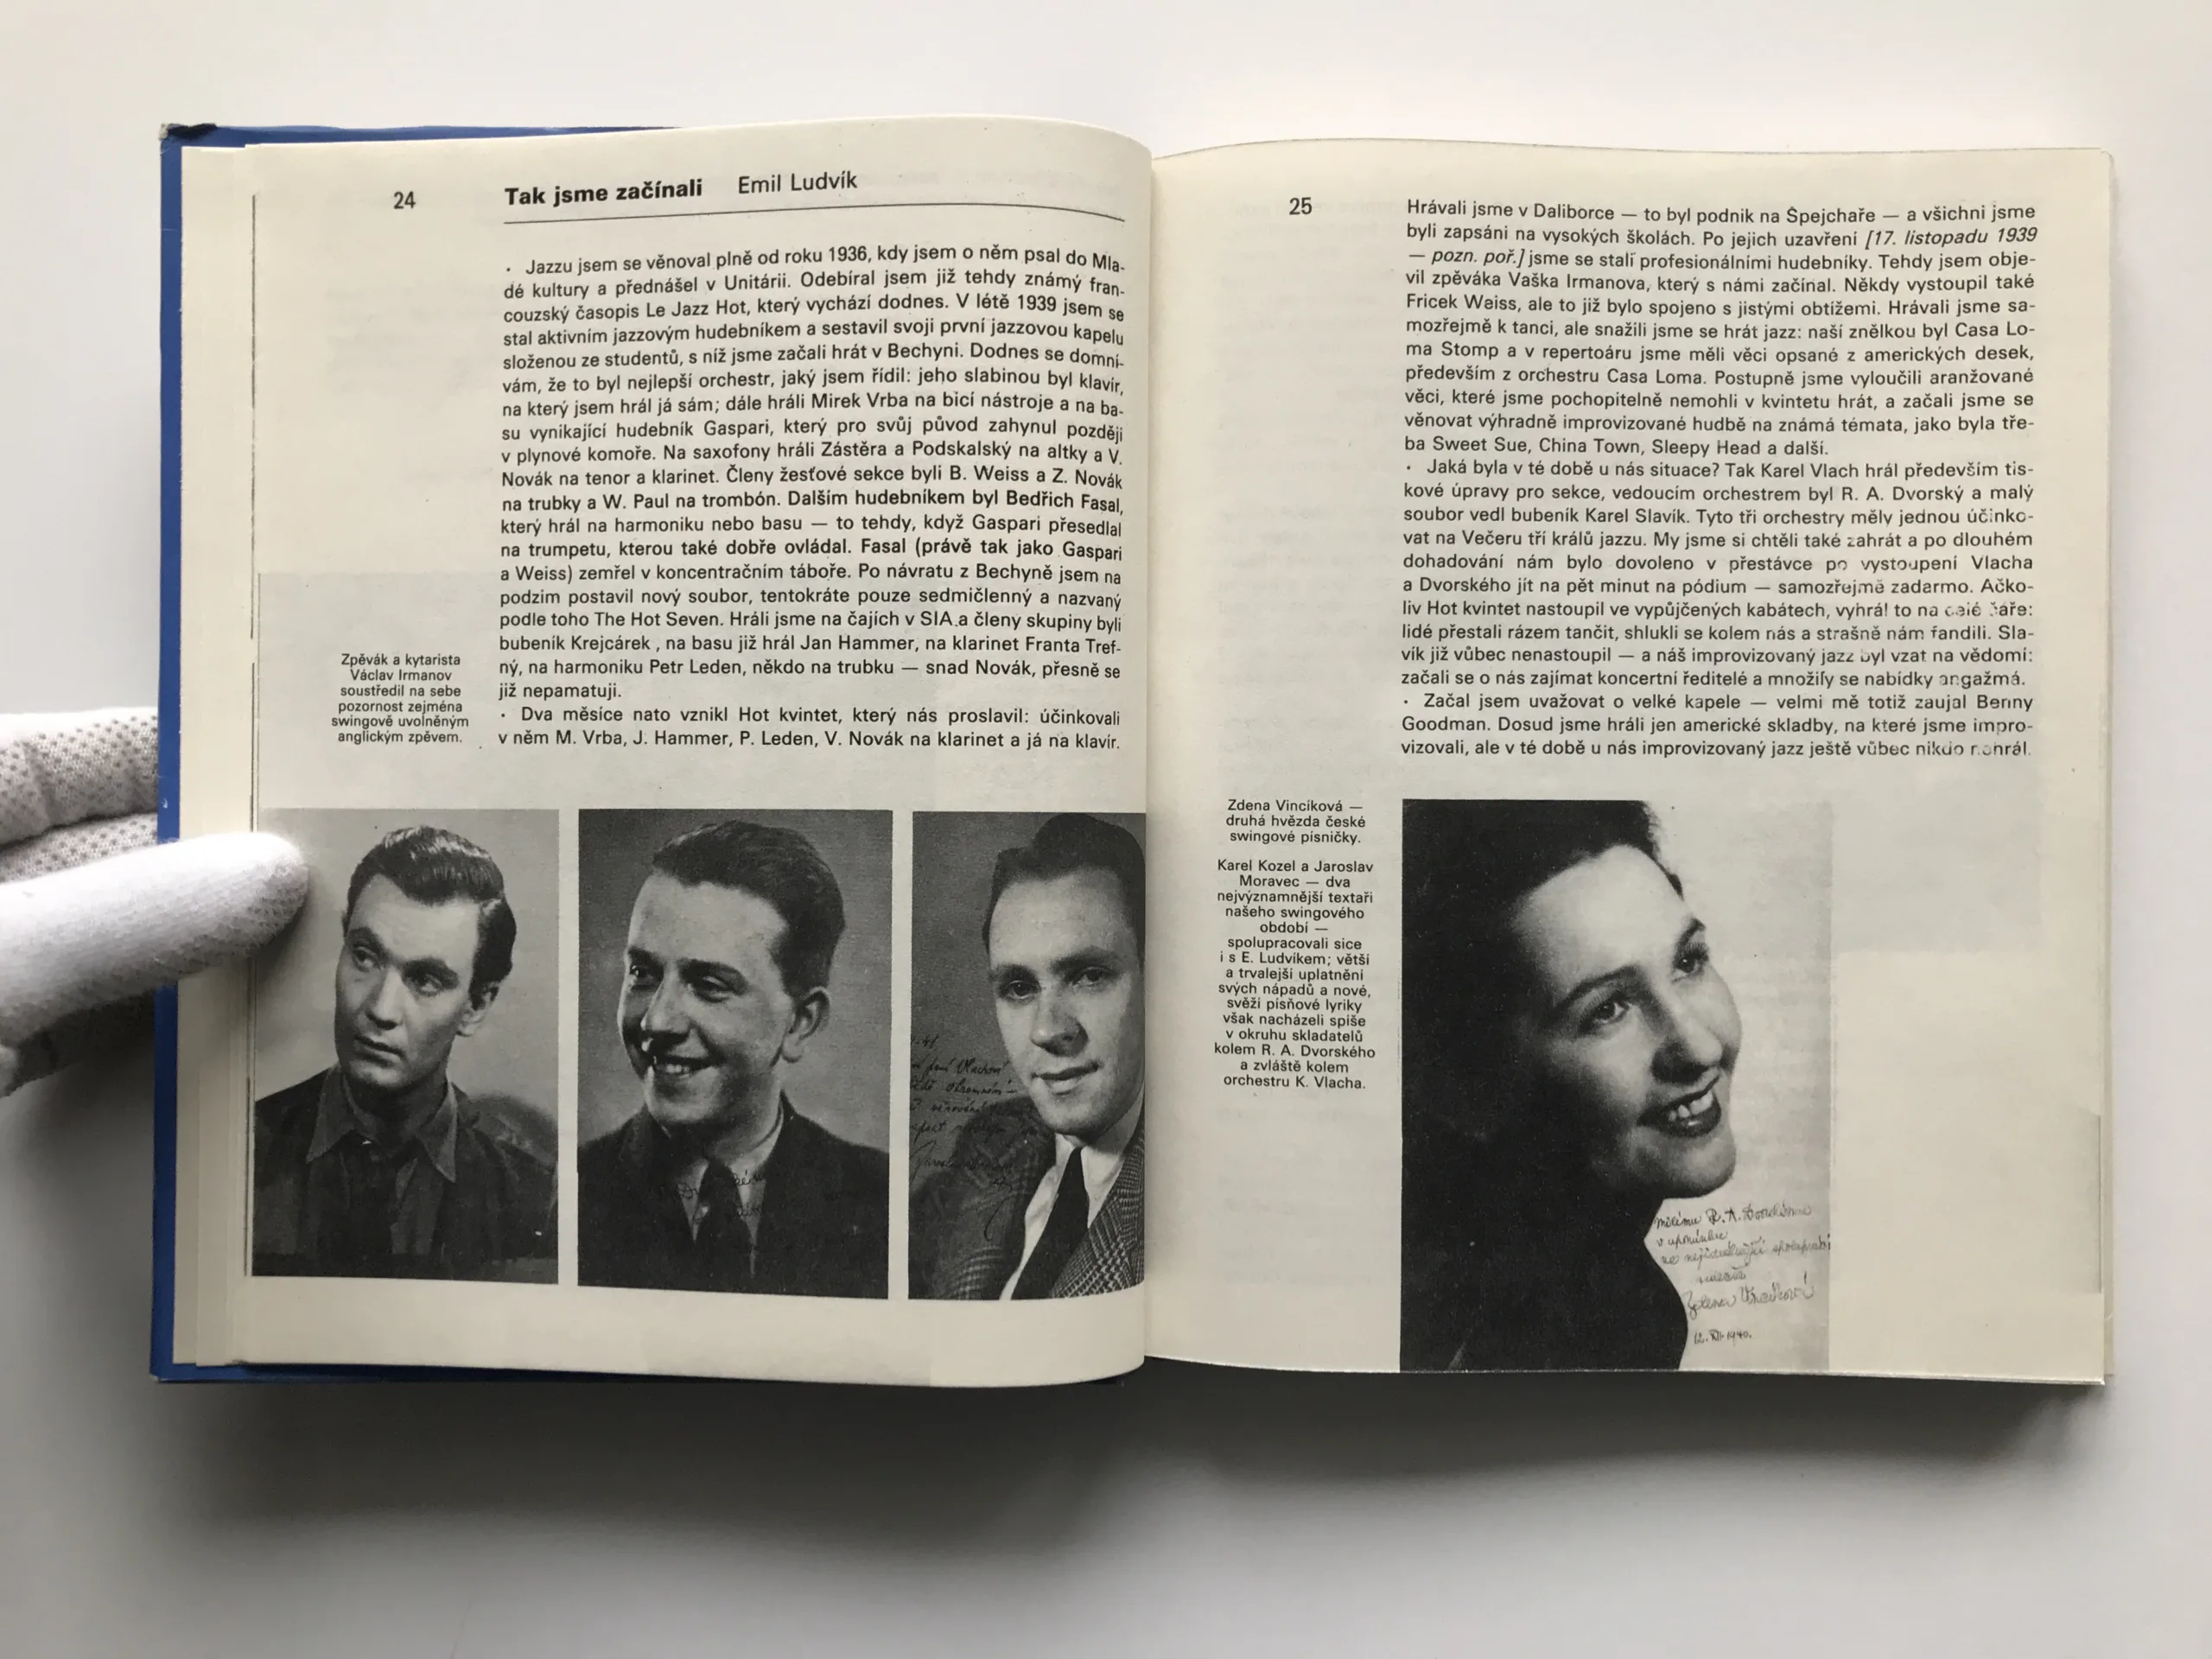 24
Tak jsme začínali Emil Ludvík
· Jazzu jsem se věnoval plně od roku 1936, kdy jsem o něm psal do Mla-
dé kultury a přednášel v Unitárii. Odebíral jsem již tehdy známý fran-
couzský časopis Le Jazz Hot, který vychází dodnes. V létě 1939 jsem se
stal aktivním jazzovým hudebníkem a sestavil svoji první jazzovou kapelu
složenou ze studentů, s níž jsme začali hrát v Bechyni. Dodnes se domní-
vám, že to byl nejlepší orchestr, jaký jsem řídil: jeho slabinou byl klavír,
na který jsem hrál já sám; dále hráli Mirek Vrba na bicí nástroje a na ba-
su vynikající hudebník Gaspari, který pro svůj původ zahynul později
v plynové komoře. Na saxofony hráli Zástěra a Podskalský na altky a V.
Novák na tenor a klarinet. Členy žesťové sekce byli B. Weiss a Z. Novák
na trubky a W. Paul na trombón. Dalším hudebníkem byl Bedřich Fasal,
který hrál na harmoniku nebo basu — to tehdy, když Gaspari přesedlal
na trumpetu, kterou také dobře ovládal. Fasal (právě tak jako Gaspari
a Weiss) zemřel v koncentračním táboře. Po návratu z Bechyně jsem na
podzim postavil nový soubor, tentokráte pouze sedmičlenný a nazvaný
podle toho The Hot Seven. Hráli jsme na čajích v SIA a členy skupiny byli
bubeník Krejcárek , na basu již hrál Jan Hammer, na klarinet Franta Tref-
ný, na harmoniku Petr Leden, někdo na trubku — snad Novák, přesně se
již nepamatuji.
· Dva měsíce nato vznikl Hot kvintet, který nás proslavil: účinkovali
v něm M. Vrba, J. Hammer, P. Leden, V. Novák na klarinet a já na klavír.
Zpěvák a kytarista
Václav Irmanov
soustředil na sebe
pozornost zejména
swingově uvolněným
anglickým zpěvem.
25
Hrávali jsme v Daliborce — to byl podnik na Špejchaře — a všichni jsme
byli zapsáni na vysokých školách. Po jejich uzavření [17. listopadu 1939
— pozn. poř.] jsme se stali profesionálními hudebníky. Tehdy jsem obje-
vil zpěváka Vaška Irmanova, který s námi začínal. Někdy vystoupil také
Fricek Weiss, ale to již bylo spojeno s jistými obtížemi. Hrávali jsme sa-
mozřejmě k tanci, ale snažili jsme se hrát jazz: naší znělkou byl Casa Lo-
ma Stomp a v repertoáru jsme měli věci opsané z amerických desek,
především z orchestru Casa Loma. Postupně jsme vyloučili aranžované
věci, které jsme pochopitelně nemohli v kvintetu hrát, a začali jsme se
věnovat výhradně improvizované hudbě na známá témata, jako byla tře-
ba Sweet Sue, China Town, Sleepy Head a další.
· Jaká byla v té době u nás situace? Tak Karel Vlach hrál především tis-
kové úpravy pro sekce, vedoucím orchestrem byl R. A. Dvorský a malý
soubor vedl bubeník Karel Slavík. Tyto tři orchestry měly jednou účinko-
vat na Večeru tří králů jazzu. My jsme si chtěli také zahrát a po dlouhém
dohadování nám bylo dovoleno v přestávce po vystoupení Vlacha
a Dvorského jít na pět minut na pódium — samozřejmě zadarmo. Ačko-
liv Hot kvintet nastoupil ve vypůjčených kabátech, vyhrál to na celé čáře:
lidé přestali rázem tančit, shlukli se kolem nás a strašně nám fandili. Sla-
vík již vůbec nenastoupil — a náš improvizovaný jazz byl vzat na vědomí:
začali se o nás zajímat koncertní ředitelé a množily se nabídky angažmá.
· Začal jsem uvažovat o velké kapele — velmi mě totiž zaujal Benny
Goodman. Dosud jsme hráli jen americké skladby, na které jsme impro-
vizovali, ale v té době u nás improvizovaný jazz ještě vůbec nikdo nehrál.
Zdena Vincíková —
druhá hvězda české
swingové písničky.
Karel Kozel a Jaroslav
Moravec — dva
nejvýznamnější textaři
našeho swingového
období —
spolupracovali sice
i s E. Ludvíkem; větší
a trvalejší uplatnění
svých nápadů a nové,
svěží písňové lyriky
však nacházeli spíše
v okruhu skladatelů
kolem R. A. Dvorského
a zvláště kolem
orchestru K. Vlacha.
milému R. A. Dvorskému
v upomínku
Zdena Vincíková
12. XII. 1940.